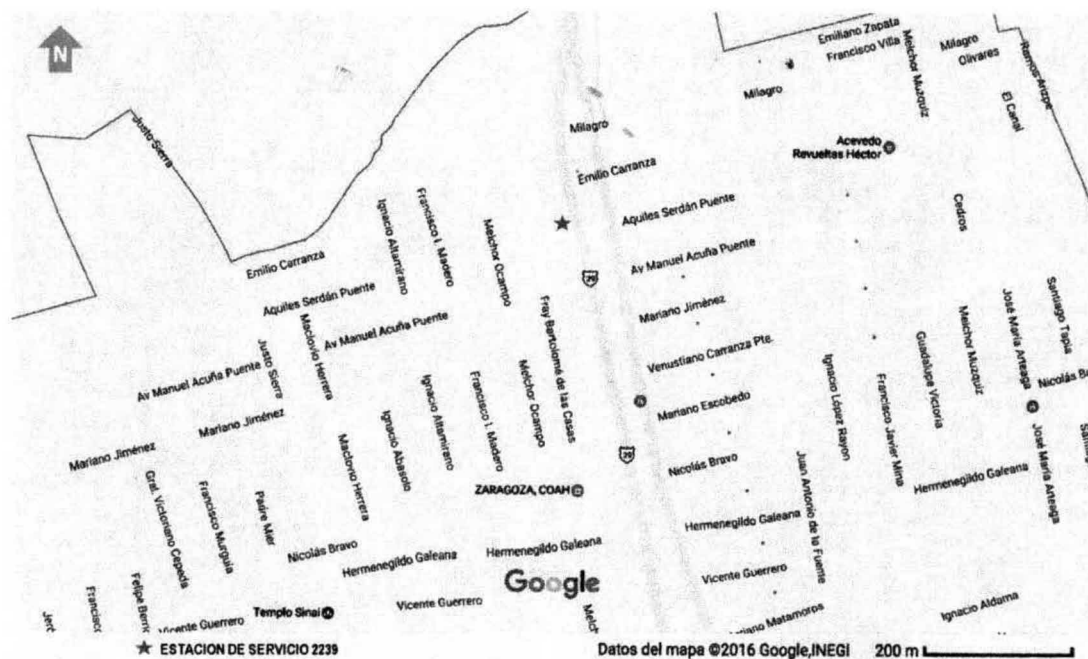 N
Emiliano Zapata
Francisco Villa
Melchor Muzquiz
Milagro
Olivares
Ramos Arizpe
Milagro
El Canal
Justo Sierra
Milagro
Acevedo
Revueltas Héctor
Emilio Carranza
Aquiles Serdán Puente
Cedros
Ignacio Altamirano
Francisco I. Madero
Melchor Ocampo
Emilio Carranza
Av Manuel Acuña Puente
Aquiles Serdán Puente
Mariano Jiménez
Fray Bartolomé de las Casas
Maclovio Herrera
Av Manuel Acuña Puente
Santiago Tapia
José María Arteaga
Melchor Muzquiz
Guadalupe Victoria
Venustiano Carranza Pte.
Justo Sierra
Av Manuel Acuña Puente
Ignacio López Rayon
Francisco Javier Mina
Nicolás
Mariano Escobedo
Melchor Ocampo
Francisco I. Madero
Ignacio Altamirano
Ignacio Abasolo
Mariano Jiménez
Mariano Jiménez
Maclovio Herrera
Nicolás Bravo
José María Arteaga
Hermenegildo Galeana
Juan Antonio de la Fuente
ZARAGOZA, COAH
Gral. Victoriano Cepeda
Francisco Murguia
Padre Mier
Hermenegildo Galeana
Nicolás Bravo
Hermenegildo Galeana
Hermenegildo Galeana
Google
Vicente Guerrero
Vicente Guerrero
Ignacio Aldama
Templo Sinaí
Vicente Guerrero
Matamoros
★ ESTACION DE SERVICIO 2239
Datos del mapa ©2016 Google,INEGI
200 m